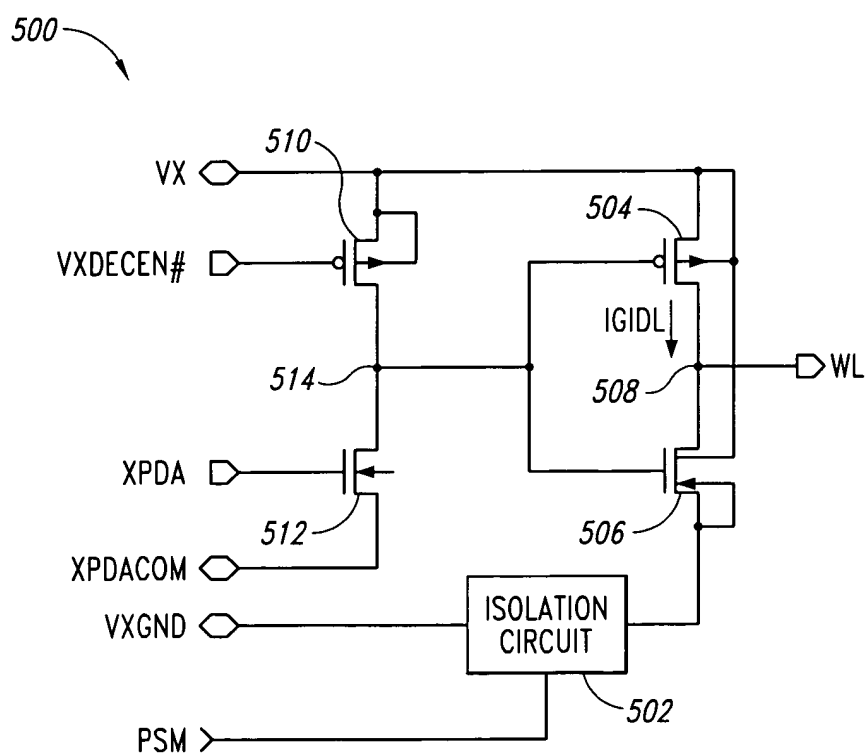 500
510
VX
504
VXDECEN#
IGIDL
514
508
WL
XPDA
512
506
XPDACOM
VXGND
ISOLATION
CIRCUIT
502
PSM